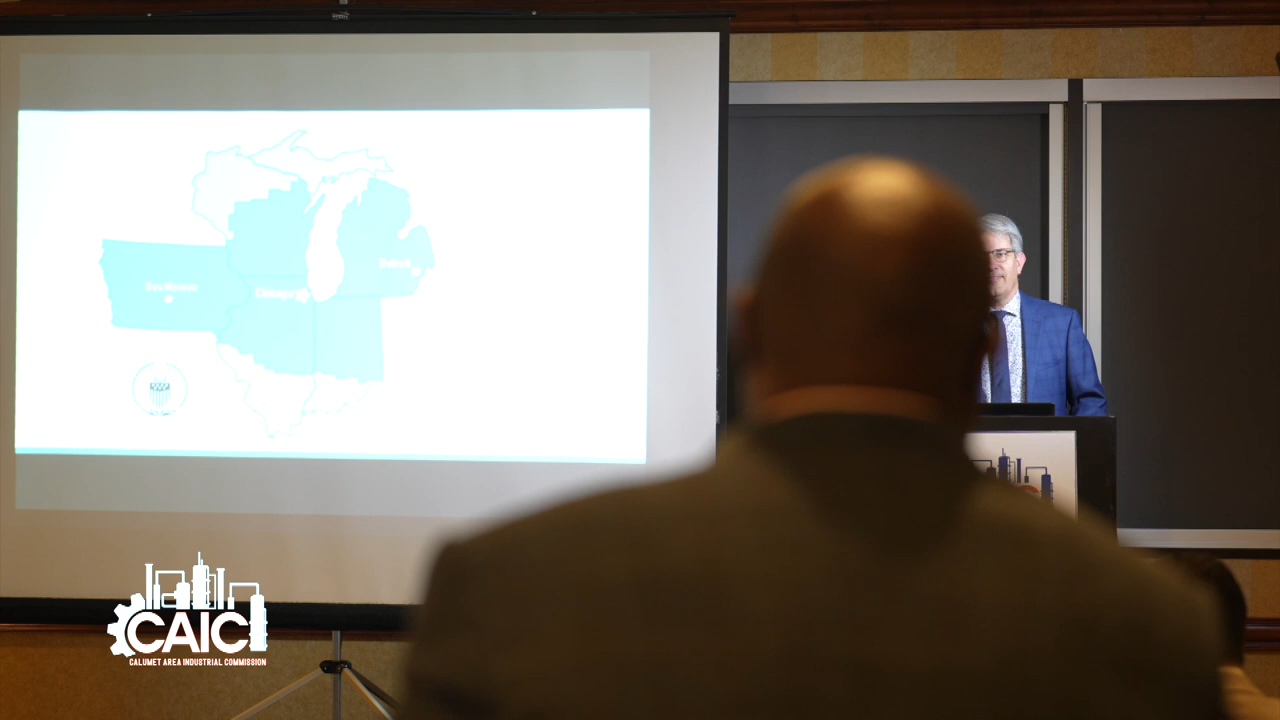 Des Moines
Chicago
Detroit
CAIC
CALUMET AREA INDUSTRIAL COMMISSION